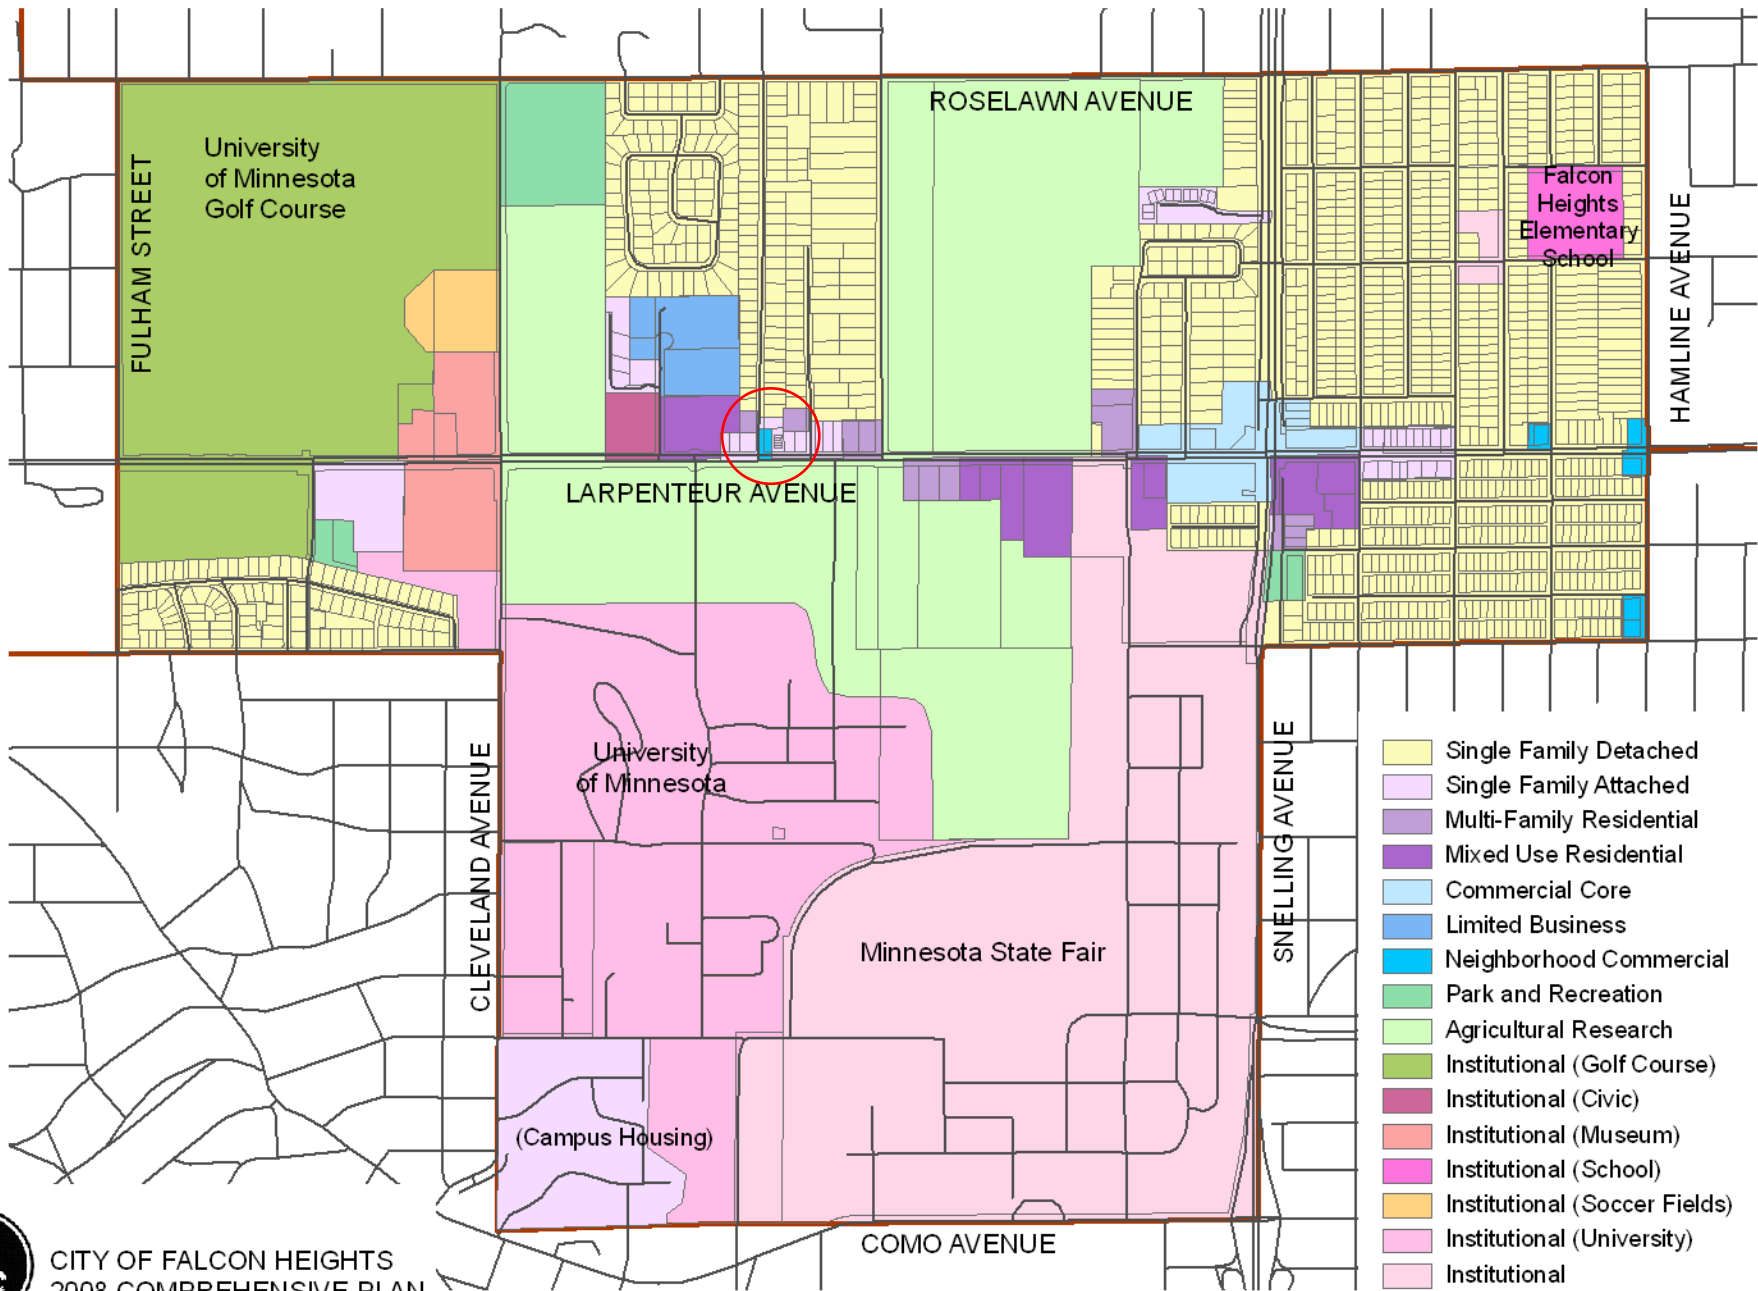 ROSELAWN AVENUE
University
of Minnesota
Golf Course
FULHAM STREET
Falcon
Heights
Elementary
School
HAMLINE AVENUE
LARPENTEUR AVENUE
University
of Minnesota
CLEVELAND AVENUE
SNELLING AVENUE
Minnesota State Fair
(Campus Housing)
COMO AVENUE
Single Family Detached
Single Family Attached
Multi-Family Residential
Mixed Use Residential
Commercial Core
Limited Business
Neighborhood Commercial
Park and Recreation
Agricultural Research
Institutional (Golf Course)
Institutional (Civic)
Institutional (Museum)
Institutional (School)
Institutional (Soccer Fields)
Institutional (University)
Institutional
CITY OF FALCON HEIGHTS
2008 COMPREHENSIVE PLAN